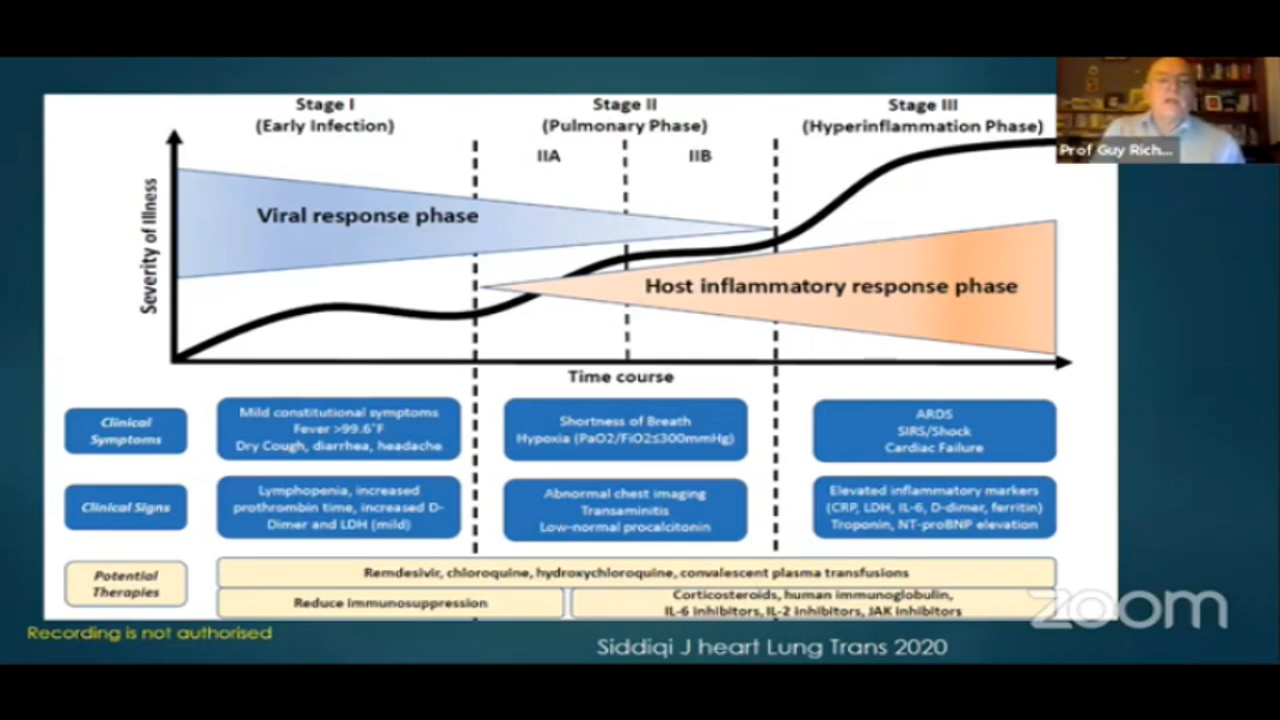 Stage I
(Early Infection)
Stage II
(Pulmonary Phase)
Stage III
(Hyperinflammation Phase)
Prof Guy Rich...
IIA
IIB
Severity of Illness
Viral response phase
Host inflammatory response phase
Time course
Clinical
Symptoms
Mild constitutional symptoms
Fever >99.6°F
Dry Cough, diarrhea, headache
Shortness of Breath
Hypoxia (PaO2/FiO2≤300mmHg)
ARDS
SIRS/Shock
Cardiac Failure
Clinical Signs
Lymphopenia, increased
prothrombin time, increased D-
Dimer and LDH (mild)
Abnormal chest imaging
Transaminitis
Low-normal procalcitonin
Elevated inflammatory markers
(CRP, LDH, IL-6, D-dimer, ferritin)
Troponin, NT-proBNP elevation
Potential
Therapies
Remdesivir, chloroquine, hydroxychloroquine, convalescent plasma transfusions
Reduce immunosuppression
Corticosteroids, human immunoglobulin,
IL-6 inhibitors, IL-2 inhibitors, JAK inhibitors
zoom
Recording is not authorised
Siddiqi J heart Lung Trans 2020